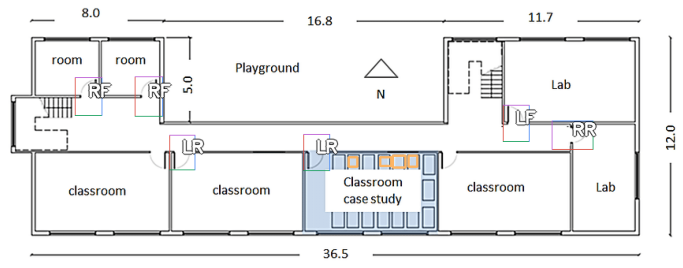 8.0
16.8
11.7
room
room
Playground
Lab
5.0
RF
RF
N
LF
RR
12.0
LR
LR
classroom
classroom
Classroom
case study
classroom
Lab
36.5